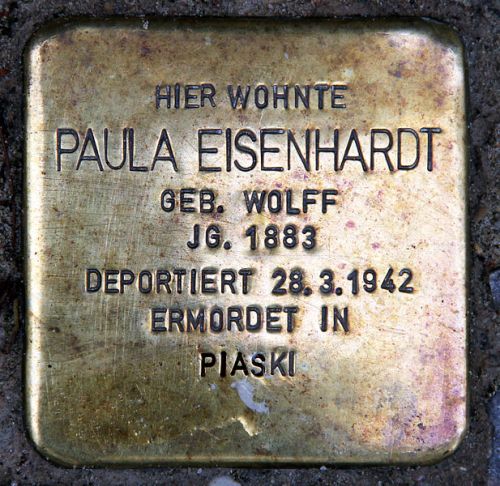 HIER WOHNTE
PAULA EISENHARDT
GEB. WOLFF
JG. 1883
DEPORTIERT 28.3.1942
ERMORDET IN
PIASKI